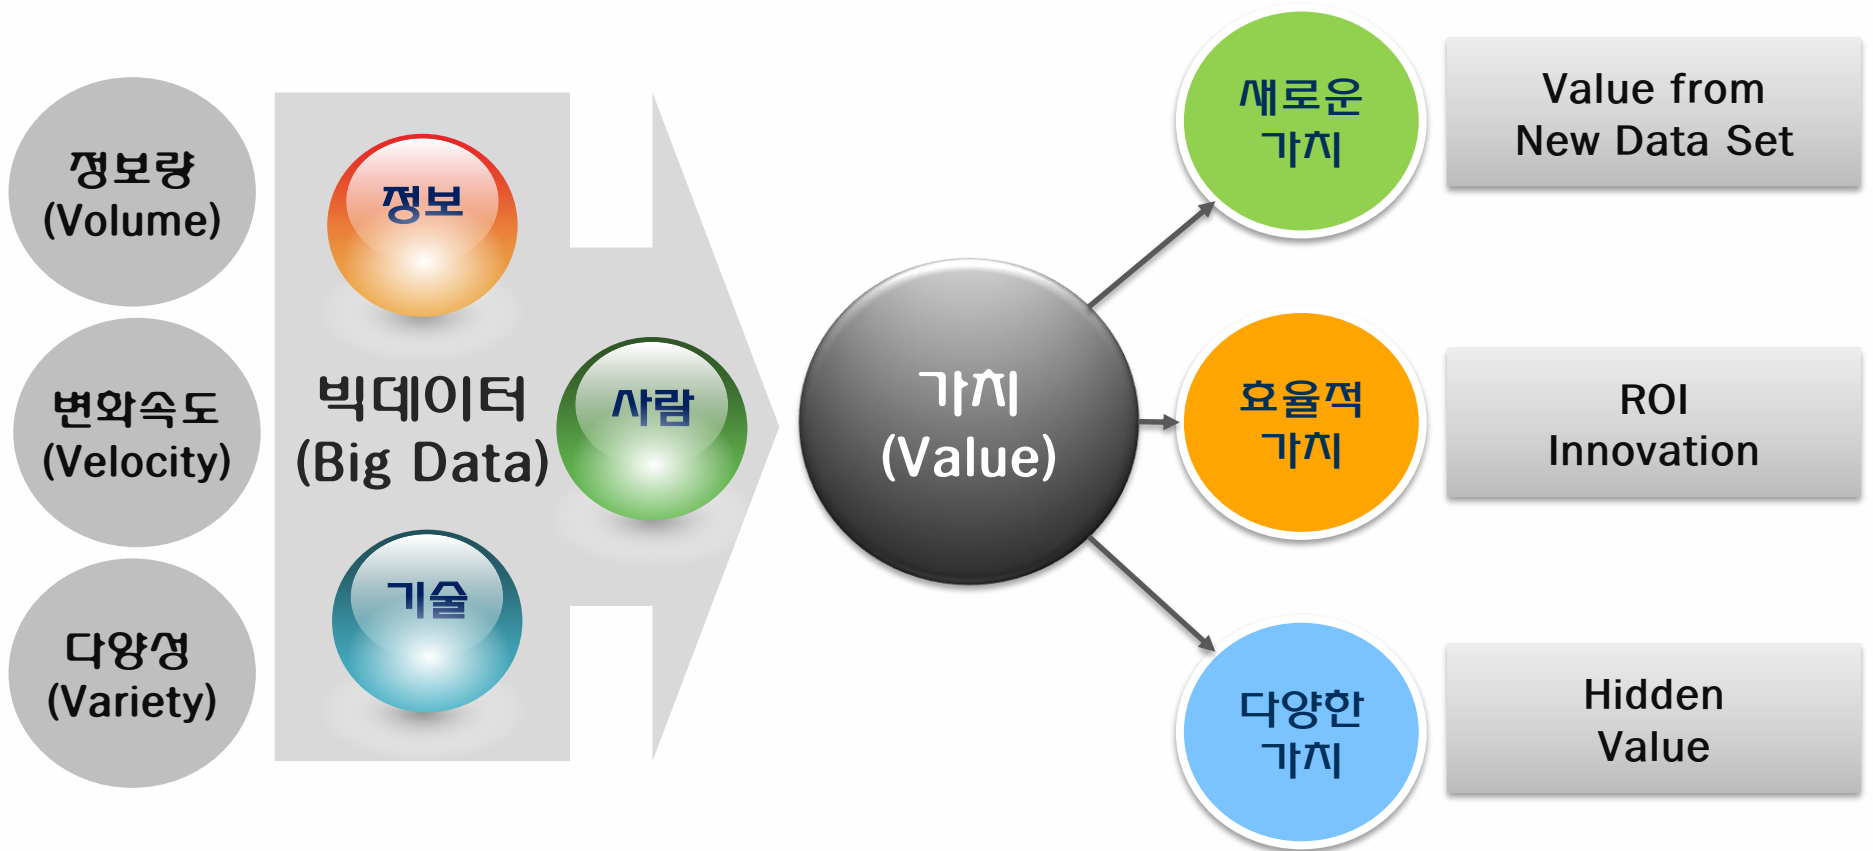 정보량
(Volume)
변화속도
(Velocity)
다양성
(Variety)
정보
빅데이터
(Big Data)
사람
기술
가치
(Value)
새로운
가치
Value from
New Data Set
효율적
가치
ROI
Innovation
다양한
가치
Hidden
Value